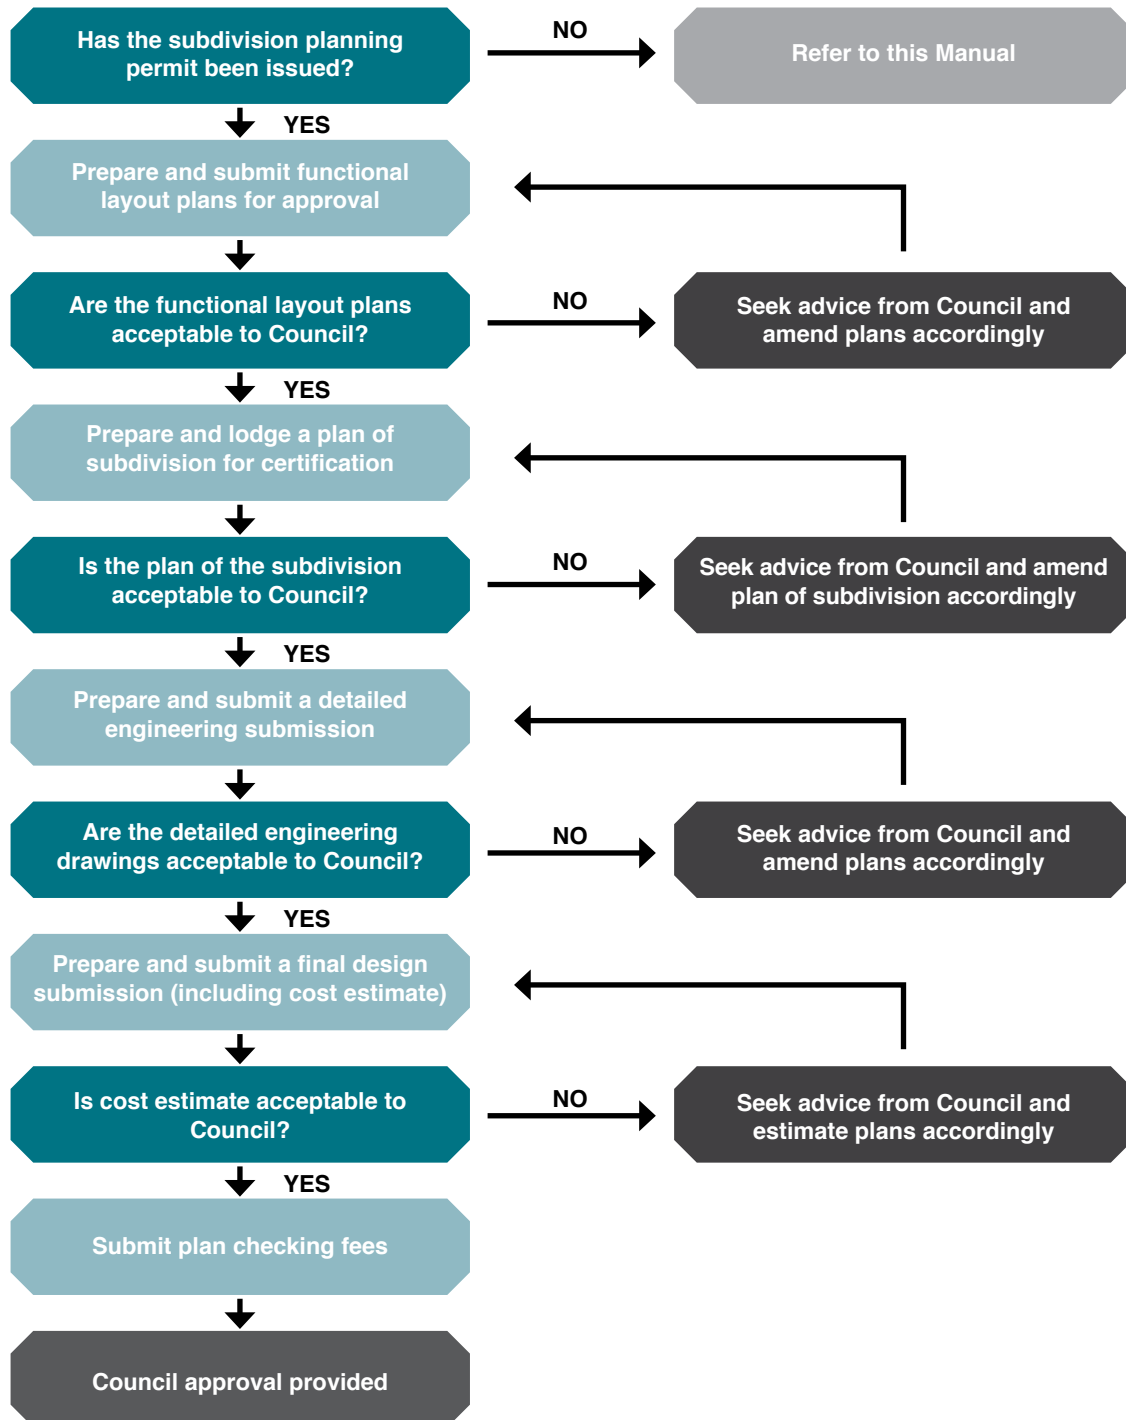 Has the subdivision planning
permit been issued?
NO
Refer to this Manual
YES
Prepare and submit functional
layout plans for approval
Are the functional layout plans
acceptable to Council?
NO
Seek advice from Council and
amend plans accordingly
YES
Prepare and lodge a plan of
subdivision for certification
Is the plan of the subdivision
acceptable to Council?
NO
Seek advice from Council and amend
plan of subdivision accordingly
YES
Prepare and submit a detailed
engineering submission
Are the detailed engineering
drawings acceptable to Council?
NO
Seek advice from Council and
amend plans accordingly
YES
Prepare and submit a final design
submission (including cost estimate)
Is cost estimate acceptable to
Council?
NO
Seek advice from Council and
estimate plans accordingly
YES
Submit plan checking fees
Council approval provided